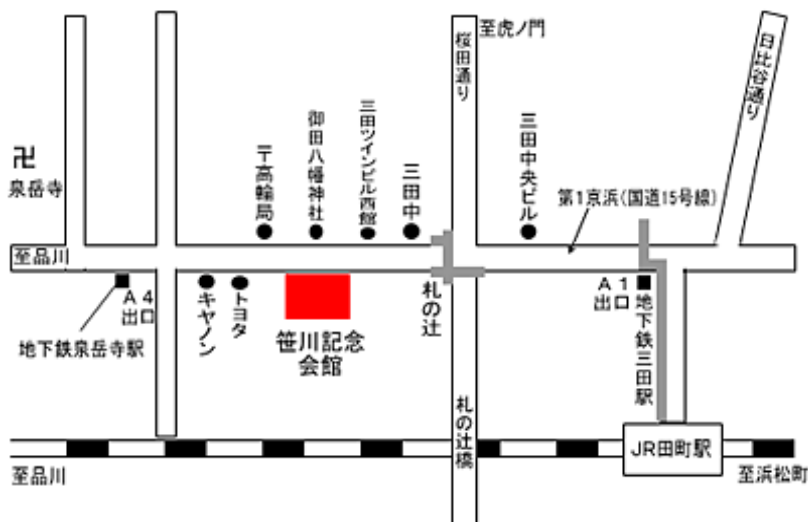 至虎ノ門
桜田通り
日比谷通り
卍
泉岳寺
〒高輪局
御田八幡神社
三田ツインビル西館
三田中
三田中央ビル
第1京浜(国道15号線)
至品川
A4
出口
地下鉄泉岳寺駅
キヤノン
トヨタ
笹川記念
会館
札の辻
A1
出口
地下鉄三田駅
札の辻橋
JR田町駅
至品川
至浜松町